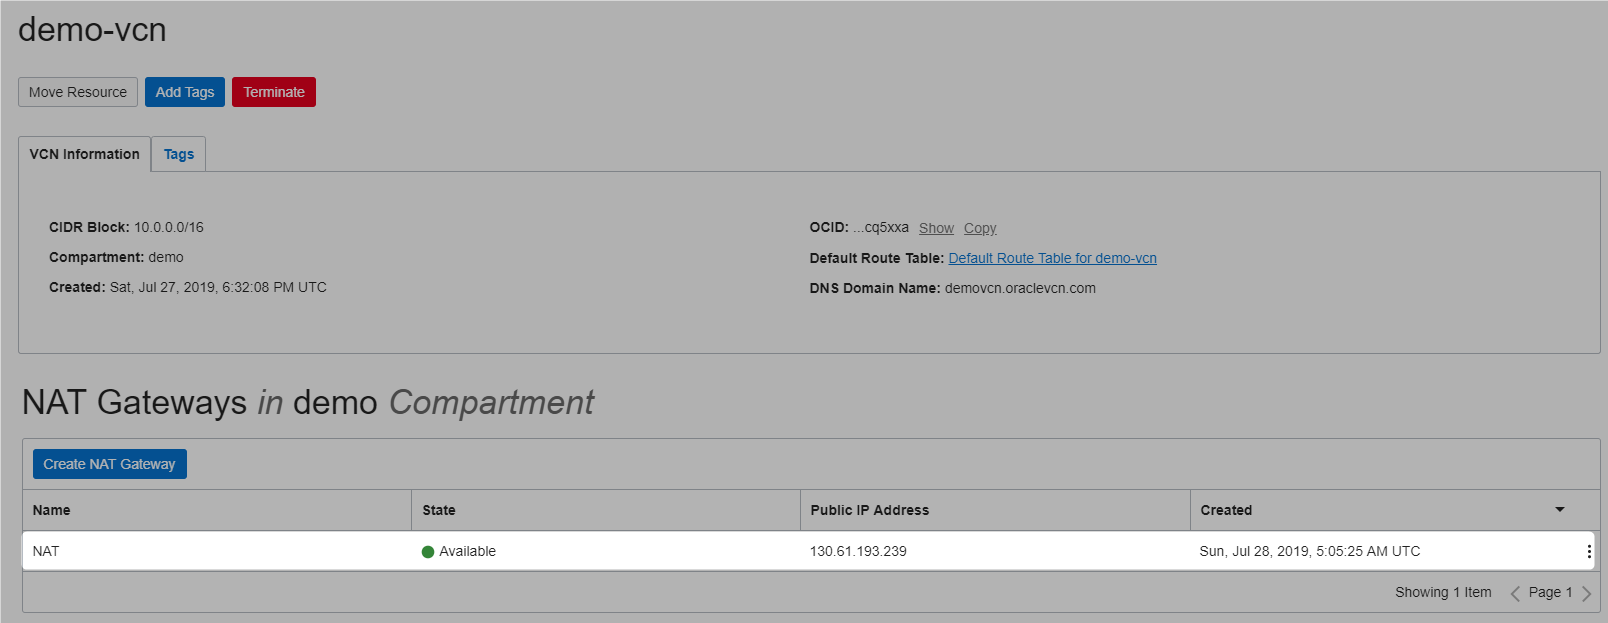 demo-vcn
Move Resource Add Tags Terminate
VCN Information Tags
CIDR Block: 10.0.0.0/16
Compartment: demo
Created: Sat, Jul 27, 2019, 6:32:08 PM UTC
OCID: ...cq5xxa Show Copy
Default Route Table: Default Route Table for demo-vcn
DNS Domain Name: demovcn.oraclevcn.com
NAT Gateways in demo Compartment
Create NAT Gateway
Name State Public IP Address Created
NAT Available 130.61.193.239 Sun, Jul 28, 2019, 5:05:25 AM UTC
Showing 1 Item Page 1